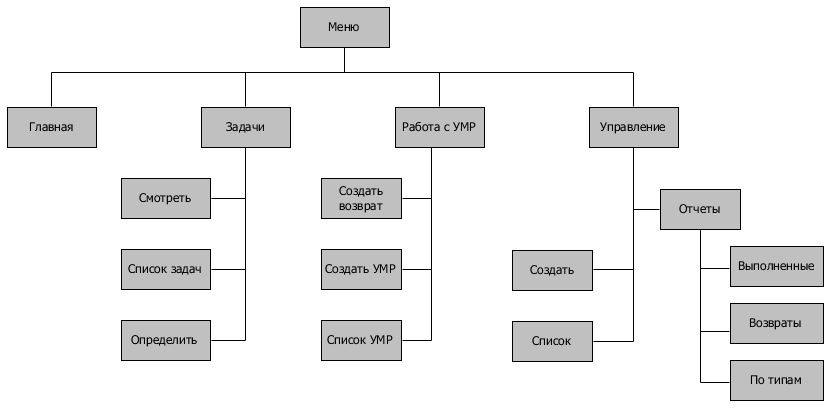 Меню
Главная
Задачи
Работа с УМР
Управление
Смотреть
Создать
возврат
Отчеты
Список задач
Создать УМР
Создать
Выполненные
Определить
Список УМР
Список
Возвраты
По типам